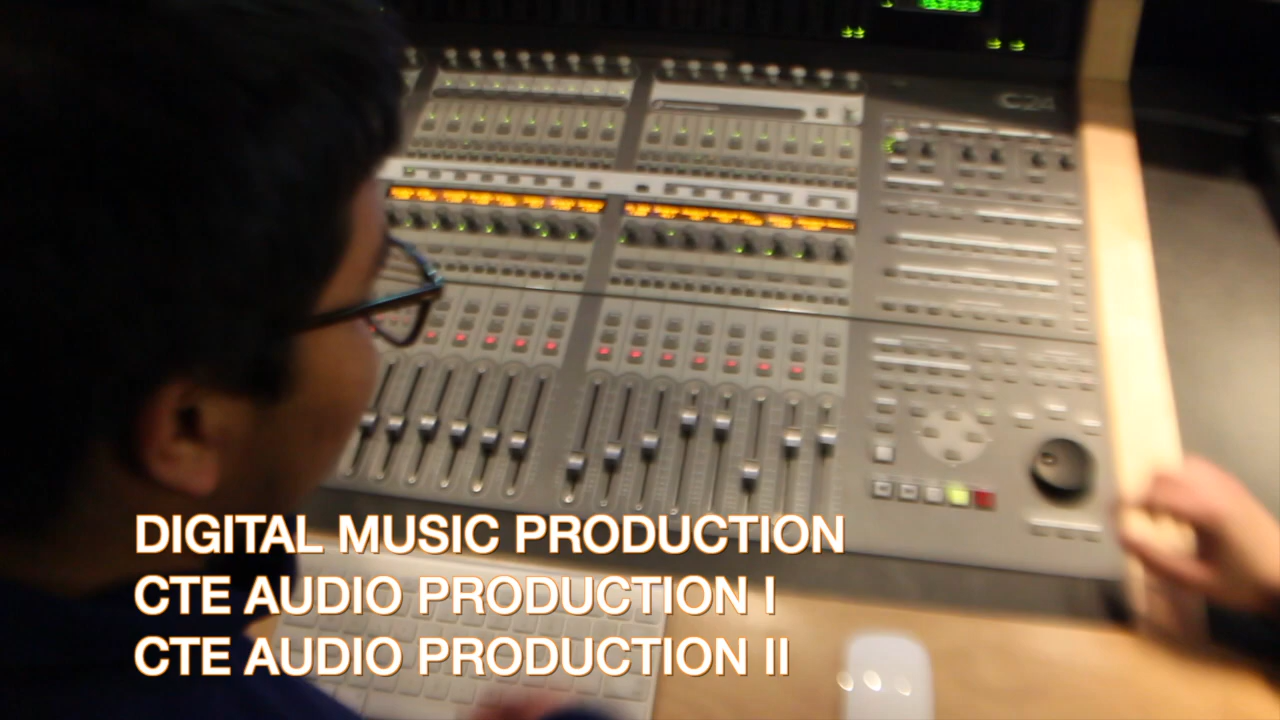 C24
DIGITAL MUSIC PRODUCTION
CTE AUDIO PRODUCTION I
CTE AUDIO PRODUCTION II